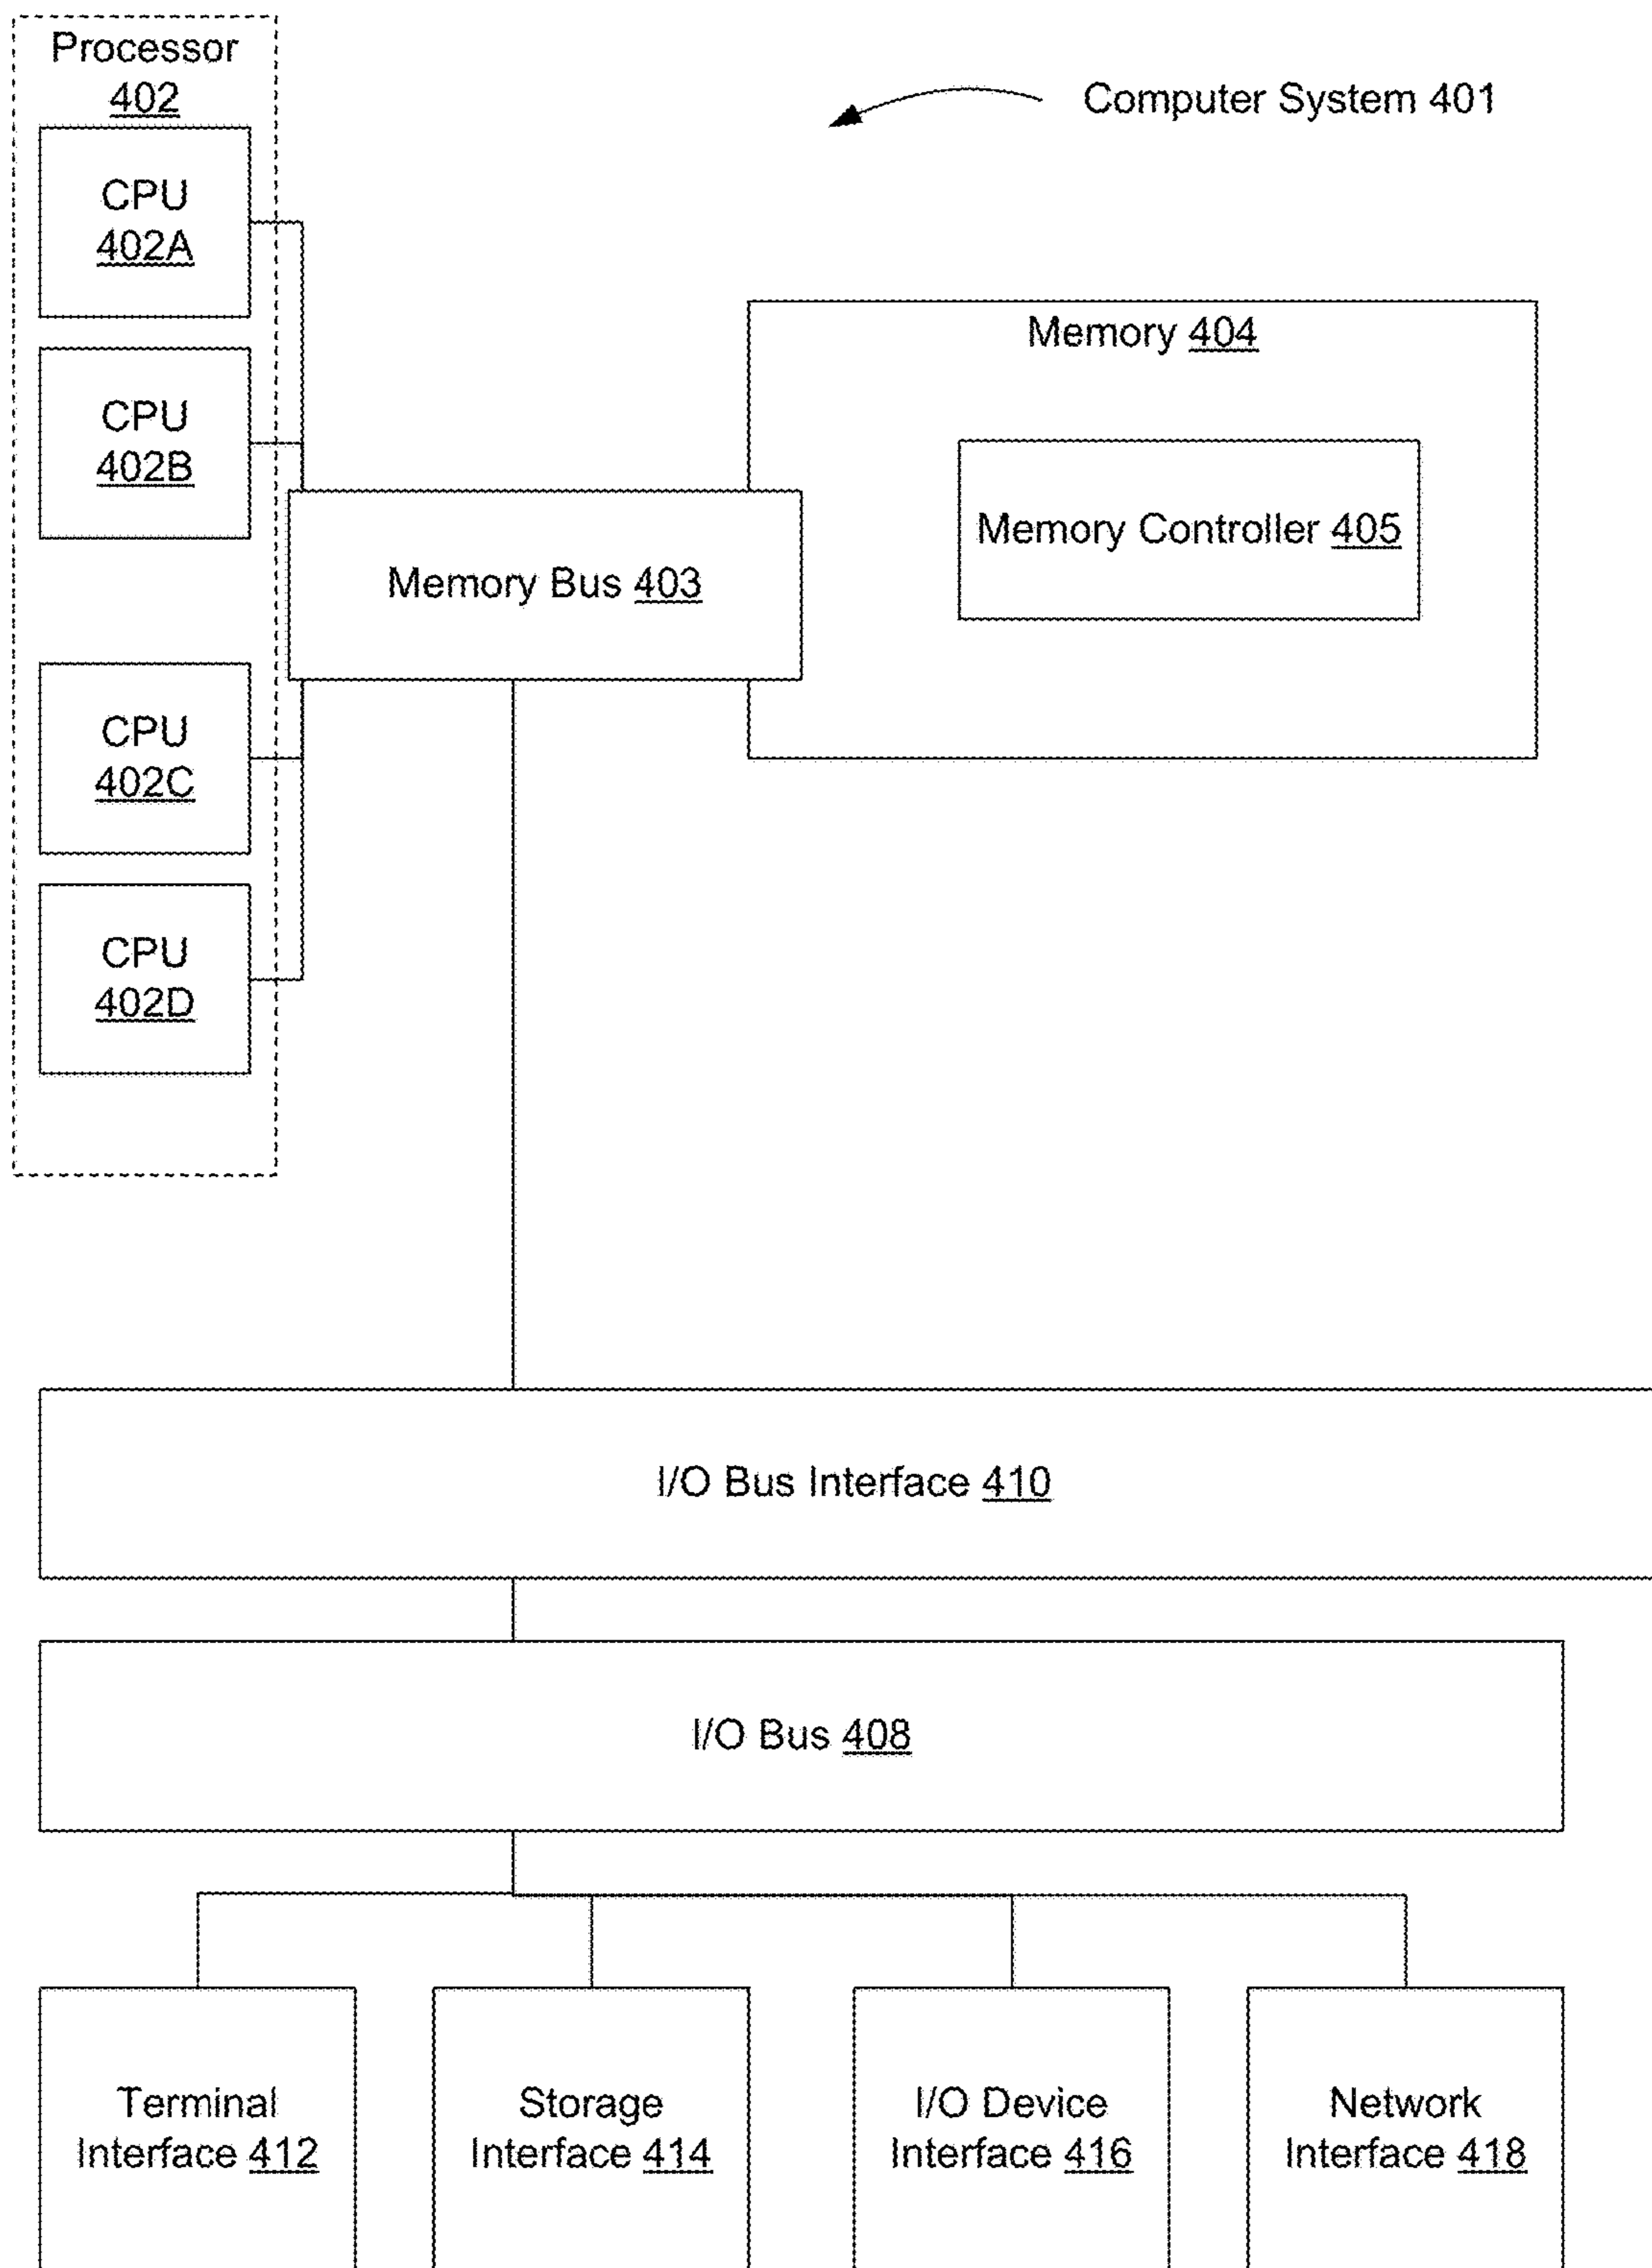 Processor
402
Computer System 401
CPU
402A
Memory 404
CPU
402B
Memory Controller 405
Memory Bus 403
CPU
402C
CPU
402D
I/O Bus Interface 410
I/O Bus 408
Terminal
Interface 412
Storage
Interface 414
I/O Device
Interface 416
Network
Interface 418